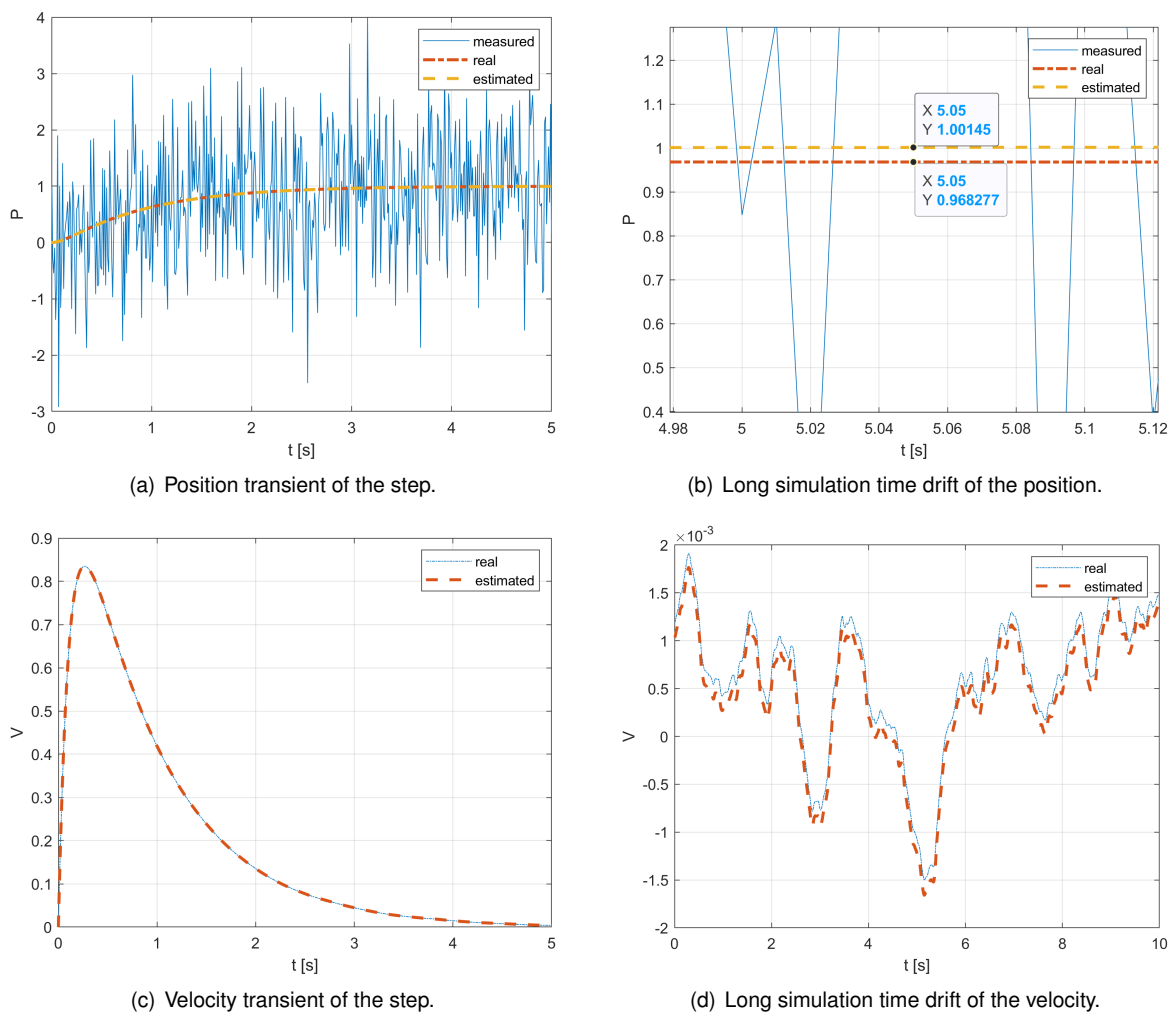 4
3
2
1
0
-1
-2
-3
P
0 1 2 3 4 5
t [s]
measured
real
estimated
(a) Position transient of the step.
1.2
1.1
1
0.9
0.8
0.7
0.6
0.5
0.4
P
4.98 5 5.02 5.04 5.06 5.08 5.1 5.12
t [s]
measured
real
estimated
X 5.05
Y 1.00145
X 5.05
Y 0.968277
(b) Long simulation time drift of the position.
0.9
0.8
0.7
0.6
0.5
0.4
0.3
0.2
0.1
0
V
0 1 2 3 4 5
t [s]
real
estimated
(c) Velocity transient of the step.
×10⁻³
2
1.5
1
0.5
0
-0.5
-1
-1.5
-2
V
0 2 4 6 8 10
t [s]
real
estimated
(d) Long simulation time drift of the velocity.